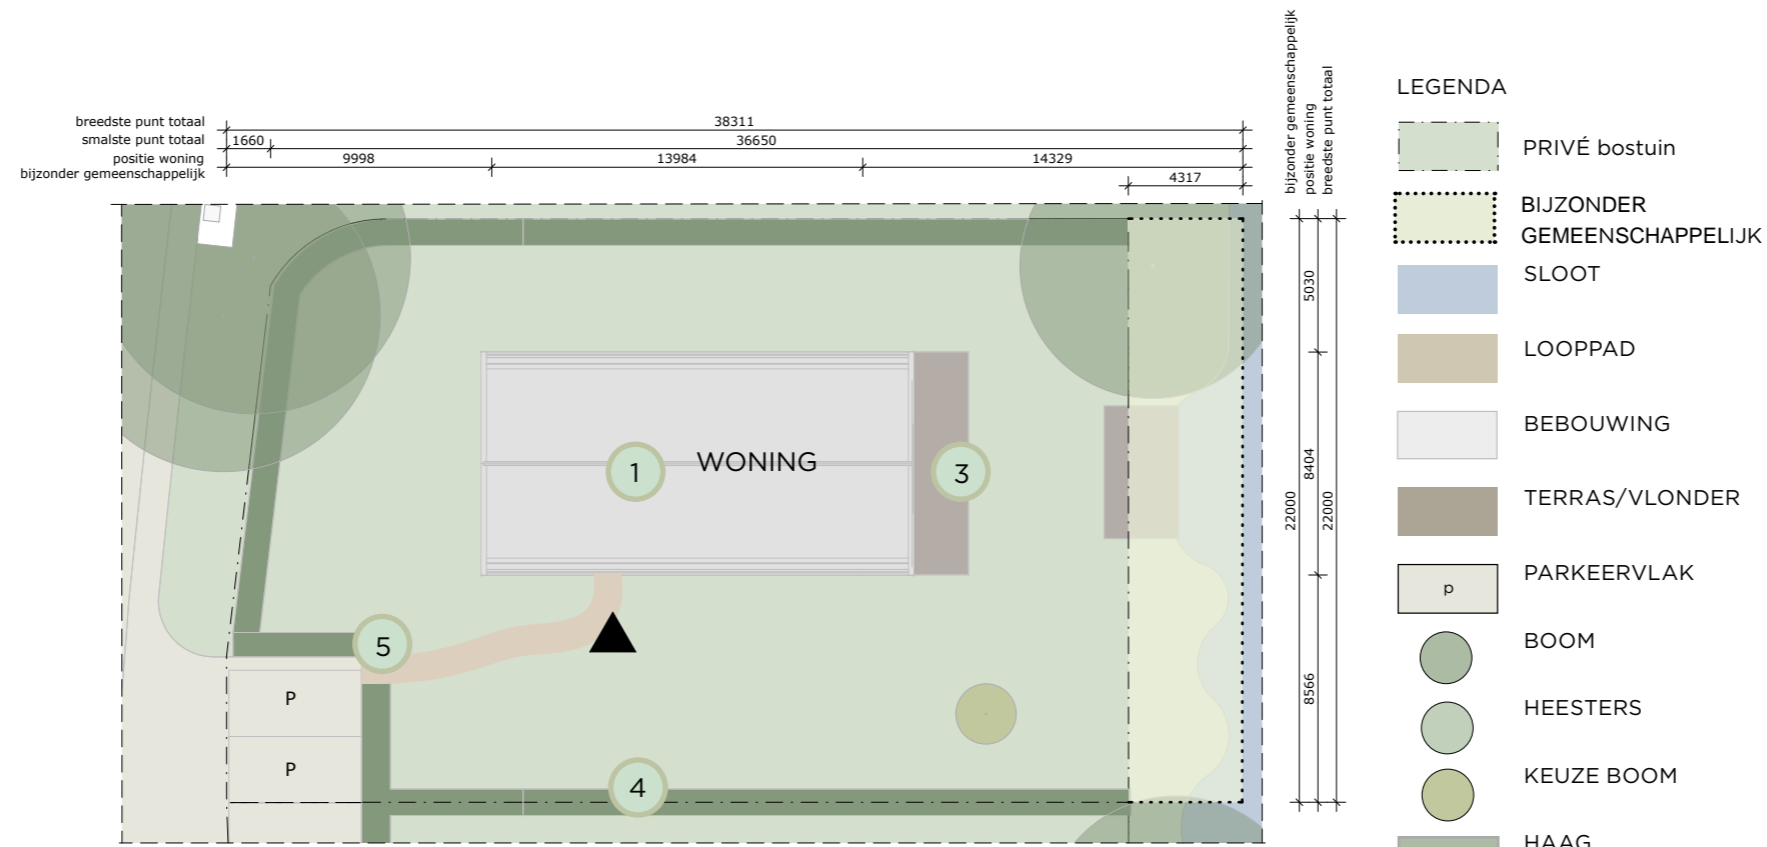 breedste punt totaal
38311
smalste punt totaal
1660
36650
positie woning
9998
13984
14329
bijzonder gemeenschappelijk
4317
bijzonder gemeenschappelijk
positie woning
breedste punt totaal
5030
8404
22000
22000
8566
WONING
1
3
5
4
P
P
LEGENDA
PRIVÉ bostuin
BIJZONDER
GEMEENSCHAPPELIJK
SLOOT
LOOPPAD
BEBOUWING
TERRAS/VLONDER
p
PARKEERVLAK
BOOM
HEESTERS
KEUZE BOOM
HAAG